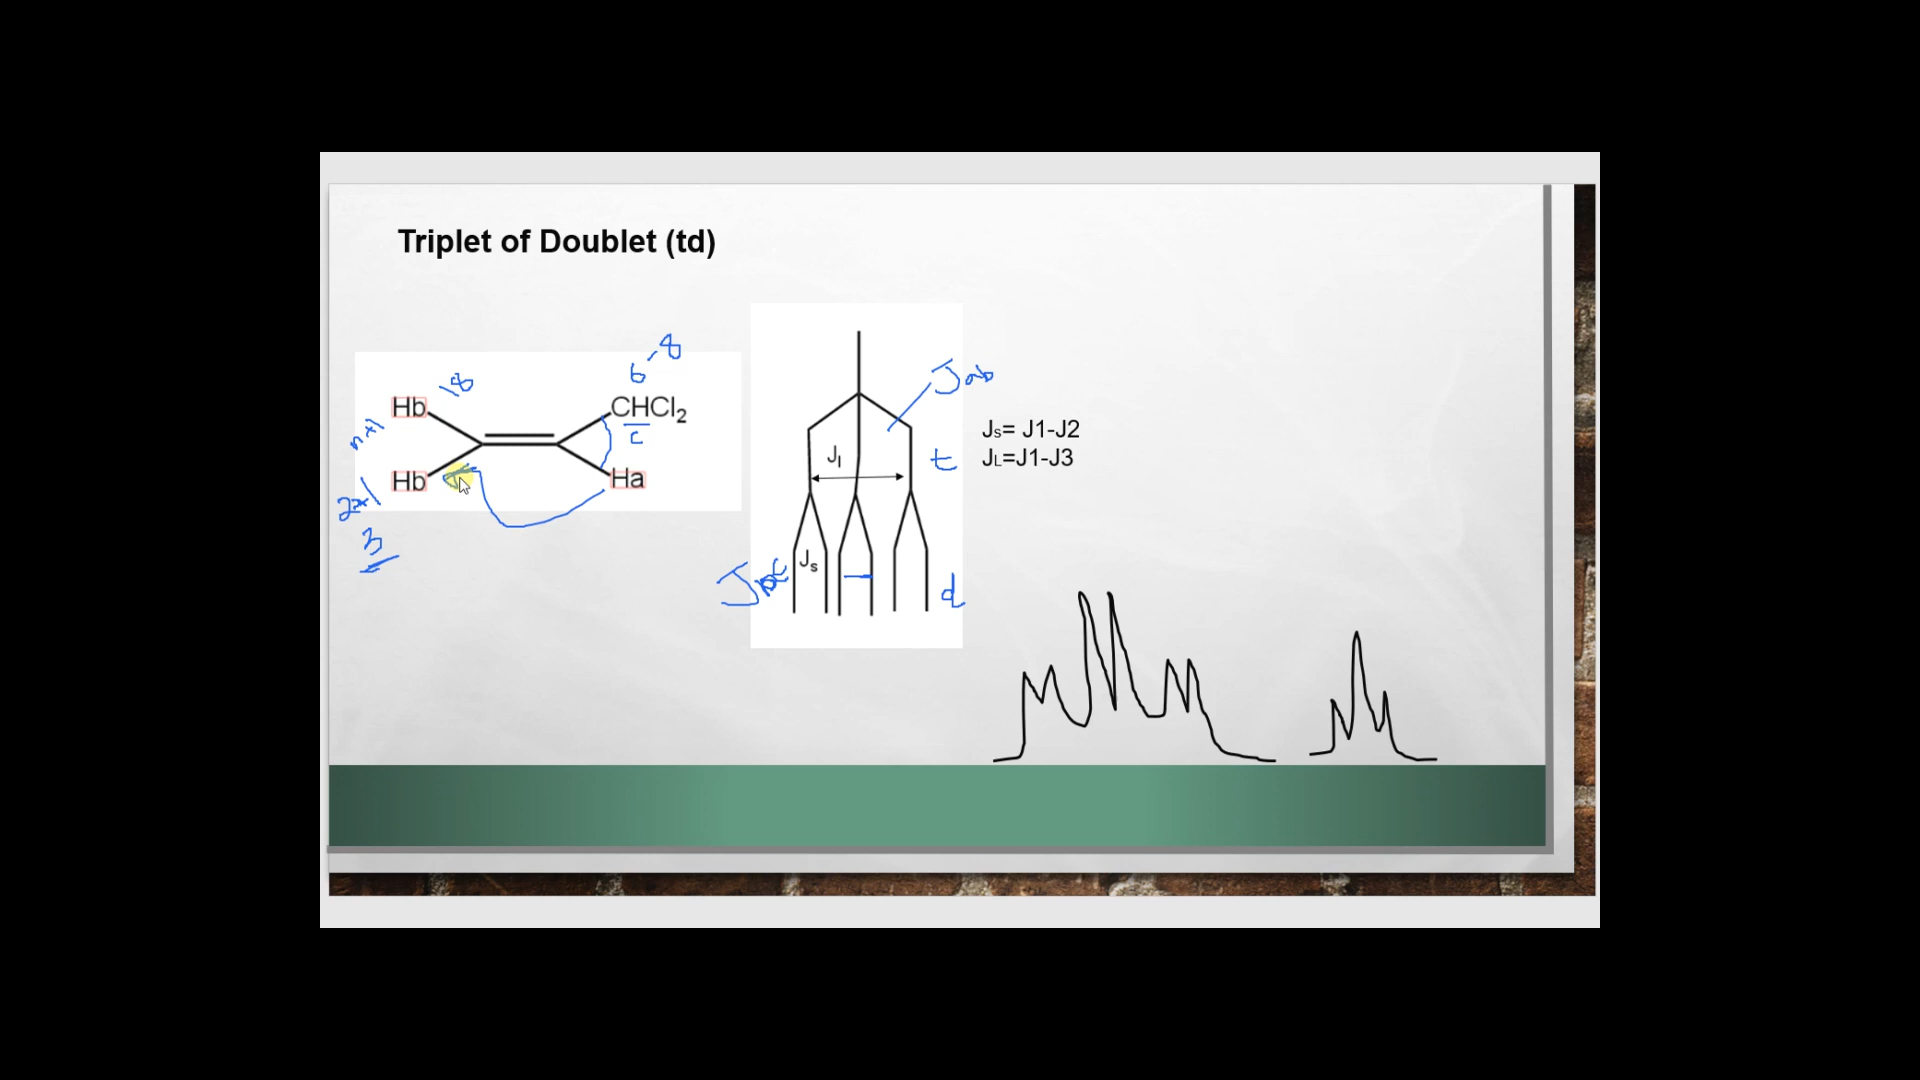 Triplet of Doublet (td)
6-8
18
Hb
CHCl2
c
n+1
Hb
Ha
2+1
3
Jab
Jl
t
Js= J1-J2
JL=J1-J3
Js
d